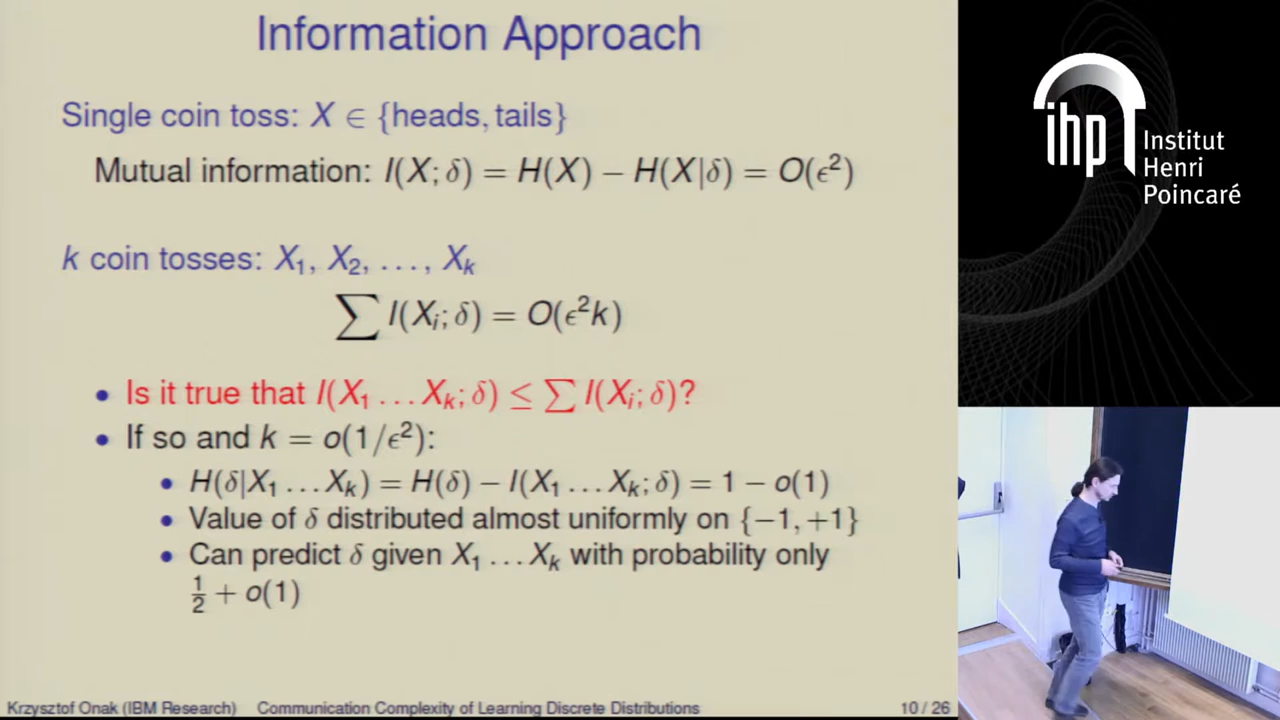 Information Approach
Single coin toss: X ∈ {heads, tails}
Mutual information: I(X; δ) = H(X) − H(X|δ) = O(ϵ²)
k coin tosses: X₁, X₂, …, Xₖ
∑ I(Xᵢ; δ) = O(ϵ²k)
• Is it true that I(X₁ … Xₖ; δ) ≤ ∑ I(Xᵢ; δ)?
• If so and k = o(1/ϵ²):
• H(δ|X₁ … Xₖ) = H(δ) − I(X₁ … Xₖ; δ) = 1 − o(1)
• Value of δ distributed almost uniformly on {−1, +1}
• Can predict δ given X₁ … Xₖ with probability only
½ + o(1)
Krzysztof Onak (IBM Research) Communication Complexity of Learning Discrete Distributions 10 / 26
ihp
Institut
Henri
Poincaré